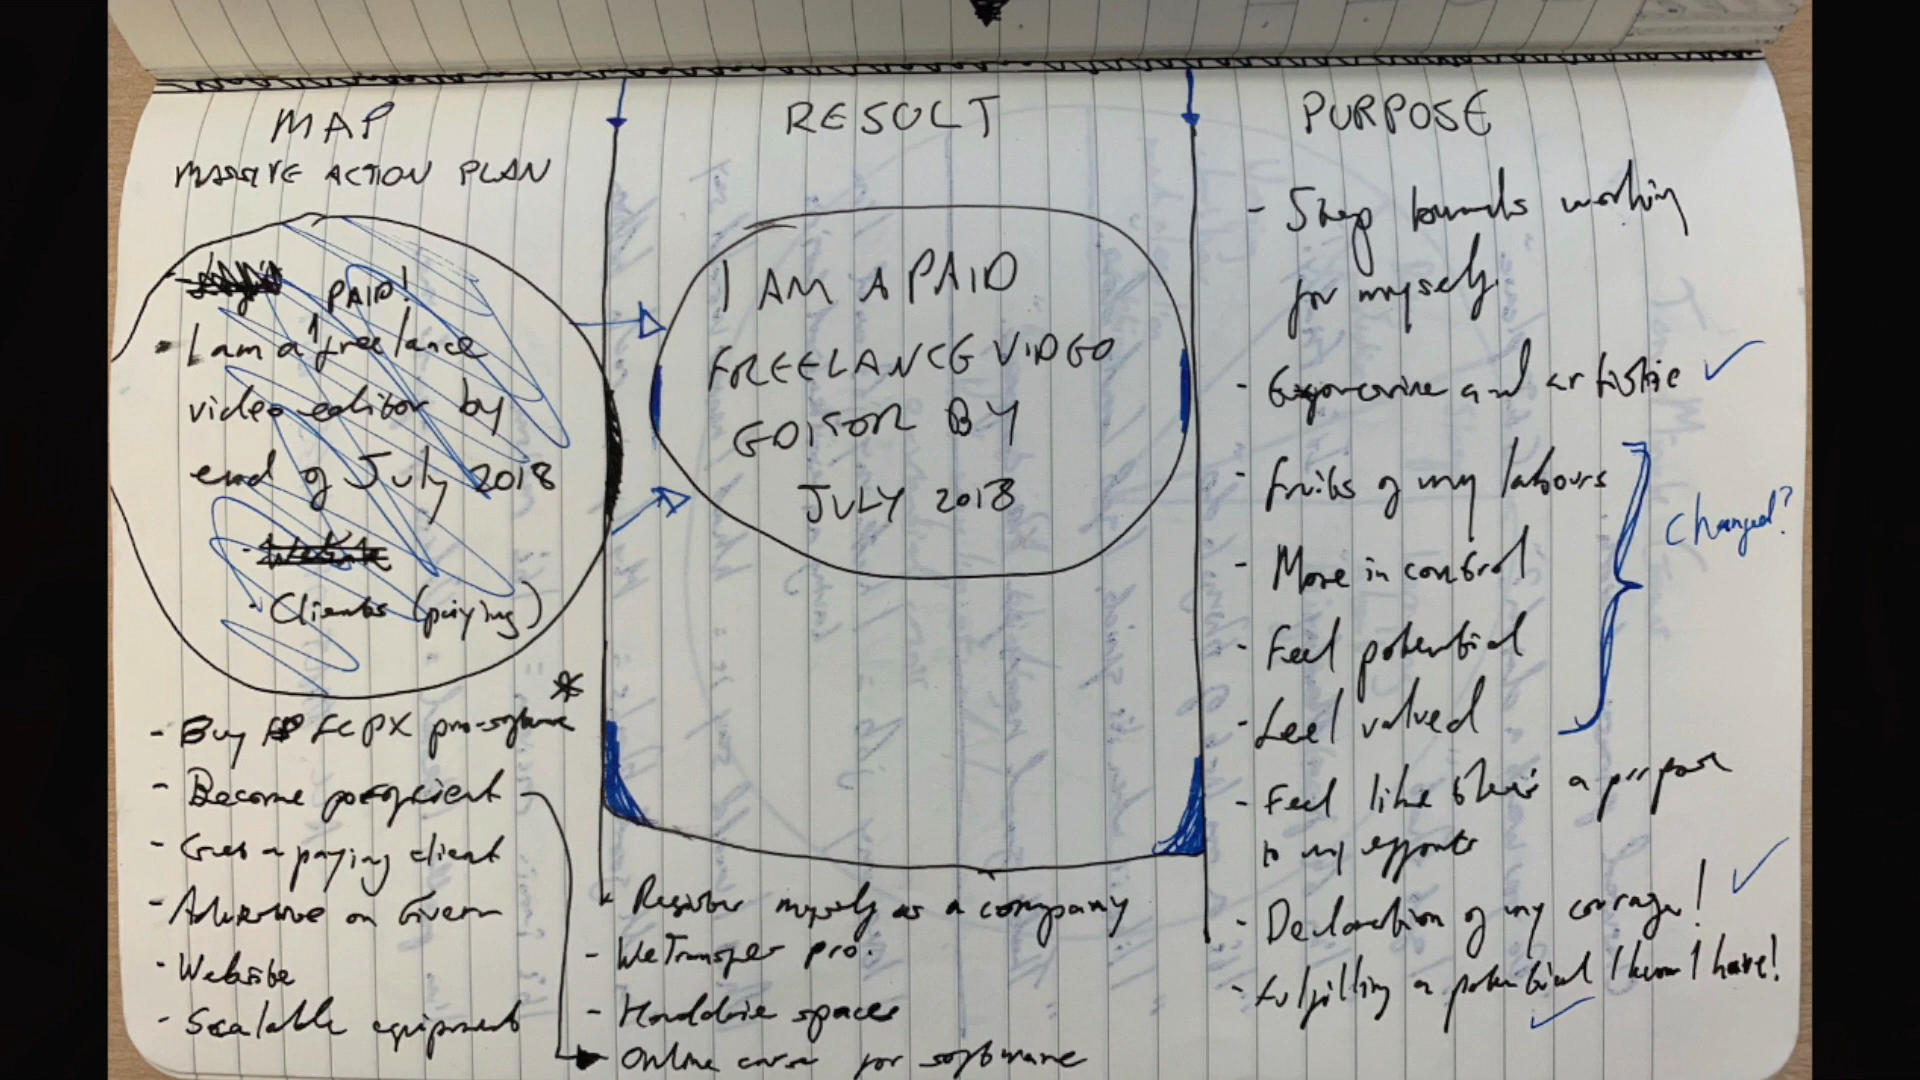 MAP
MASSIVE ACTION PLAN
PAID!
- I am a freelance
video editor by
end of July 2018
- Website
- Clients (paying)
*
- Buy FCPX pro-software
- Become proficient
- Get a paying client
- Advertise on
- Website
- Scalable equipment
RESULT
I AM A PAID
FREELANCE VIDEO
EDITOR BY
JULY 2018
- Register myself as a company
- WeTransfer pro.
- Harddrive spaces
- Online course for software
PURPOSE
- Step towards working
for myself
- Expressive and artistic ✓
- Fruits of my labours
- More in control
- Feel potential
- Feel valued
Changed?
- Feel like there's a purpose
to my efforts
- Declaration of my courage! ✓
- Fulfilling a potential I know I have!
✓